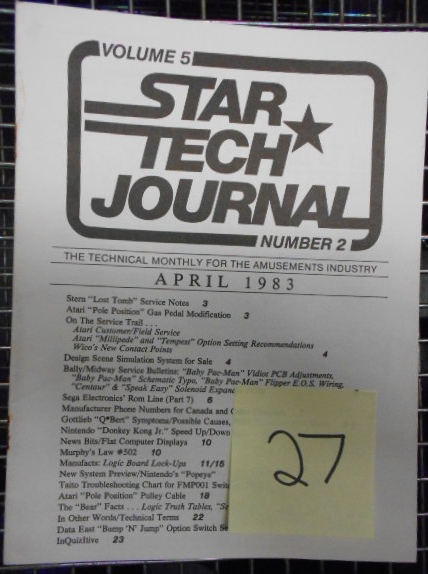 VOLUME 5
STAR
TECH
JOURNAL
NUMBER 2
THE TECHNICAL MONTHLY FOR THE AMUSEMENTS INDUSTRY
APRIL 1983
Stern "Lost Tomb" Service Notes 3
Atari "Pole Position" Gas Pedal Modification 3
On The Service Trail . . .
Atari Customer/Field Service
Atari "Millipede" and "Tempest" Option Setting Recommendations
Wico's New Contact Points 4
Design Scene Simulation System for Sale 4
Bally/Midway Service Bulletins: "Baby Pac-Man" Vidiot PCB Adjustments,
"Baby Pac-Man" Schematic Typo, "Baby Pac-Man" Flipper E.O.S. Wiring,
"Centaur" & "Speak Easy" Solenoid
Sega Electronics' Rom Line (Part 7) 6
Manufacturer Phone Numbers for Canada and
Gottlieb "Q*Bert" Symptoms/Possible Causes,
Nintendo "Donkey Kong Jr." Speed Up/Down
News Bits/Flat Computer Displays 10
Murphy's Law #502 10
Manufacts: Logic Board Lock-Ups 11/15
New System Preview/Nintendo's "Popeye"
Taito Troubleshooting Chart for FMP001
Atari "Pole Position" Pulley Cable 18
The "Bear" Facts . . . Logic Truth Tables,
In Other Words/Technical Terms 22
Data East "Bump 'N' Jump" Option Switch
InQuizItive 23
27